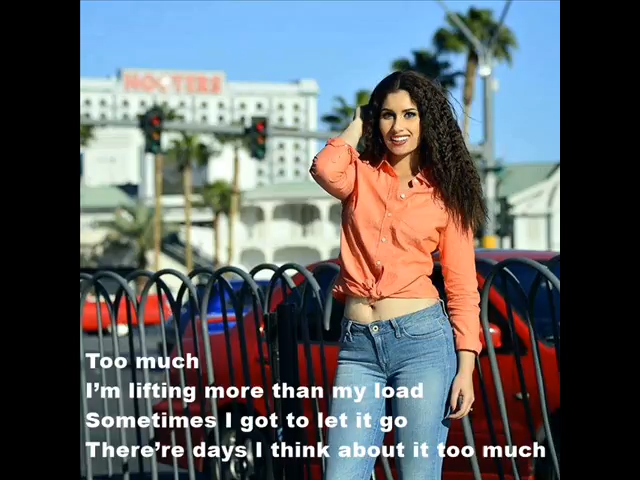 HOOTERS
Too much
I'm lifting more than my load
Sometimes I got to let it go
There're days I think about it too much